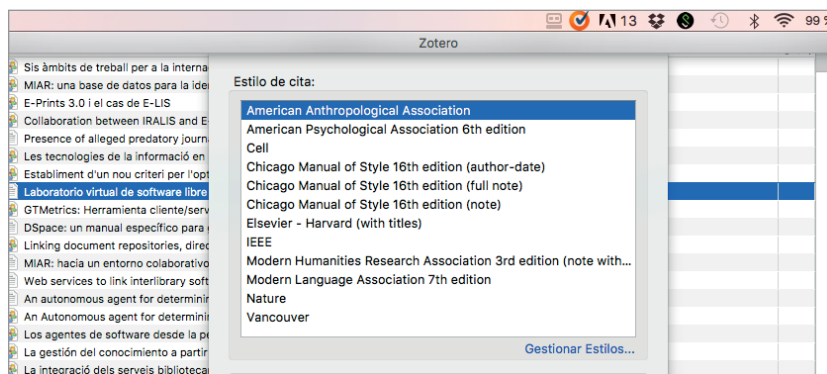 13
99
Zotero
Sis àmbits de treball per a la interna
MIAR: una base de datos para la ide
E-Prints 3.0 i el cas de E-LIS
Collaboration between IRALIS and E-
Presence of alleged predatory journ
Les tecnologies de la informació en
Establiment d'un nou criteri per l'opt
Laboratorio virtual de software libre
GTMetrics: Herramienta cliente/serv
DSpace: un manual específico para
Linking document repositories, direc
MIAR: hacia un entorno colaborativo
Web services to link interlibrary soft
An autonomous agent for determinin
An Autonomous agent for determini
Los agentes de software desde la pe
La gestión del conocimiento a partir
La integració dels serveis biblioteca
Estilo de cita:
American Anthropological Association
American Psychological Association 6th edition
Cell
Chicago Manual of Style 16th edition (author-date)
Chicago Manual of Style 16th edition (full note)
Chicago Manual of Style 16th edition (note)
Elsevier - Harvard (with titles)
IEEE
Modern Humanities Research Association 3rd edition (note with...
Modern Language Association 7th edition
Nature
Vancouver
Gestionar Estilos...